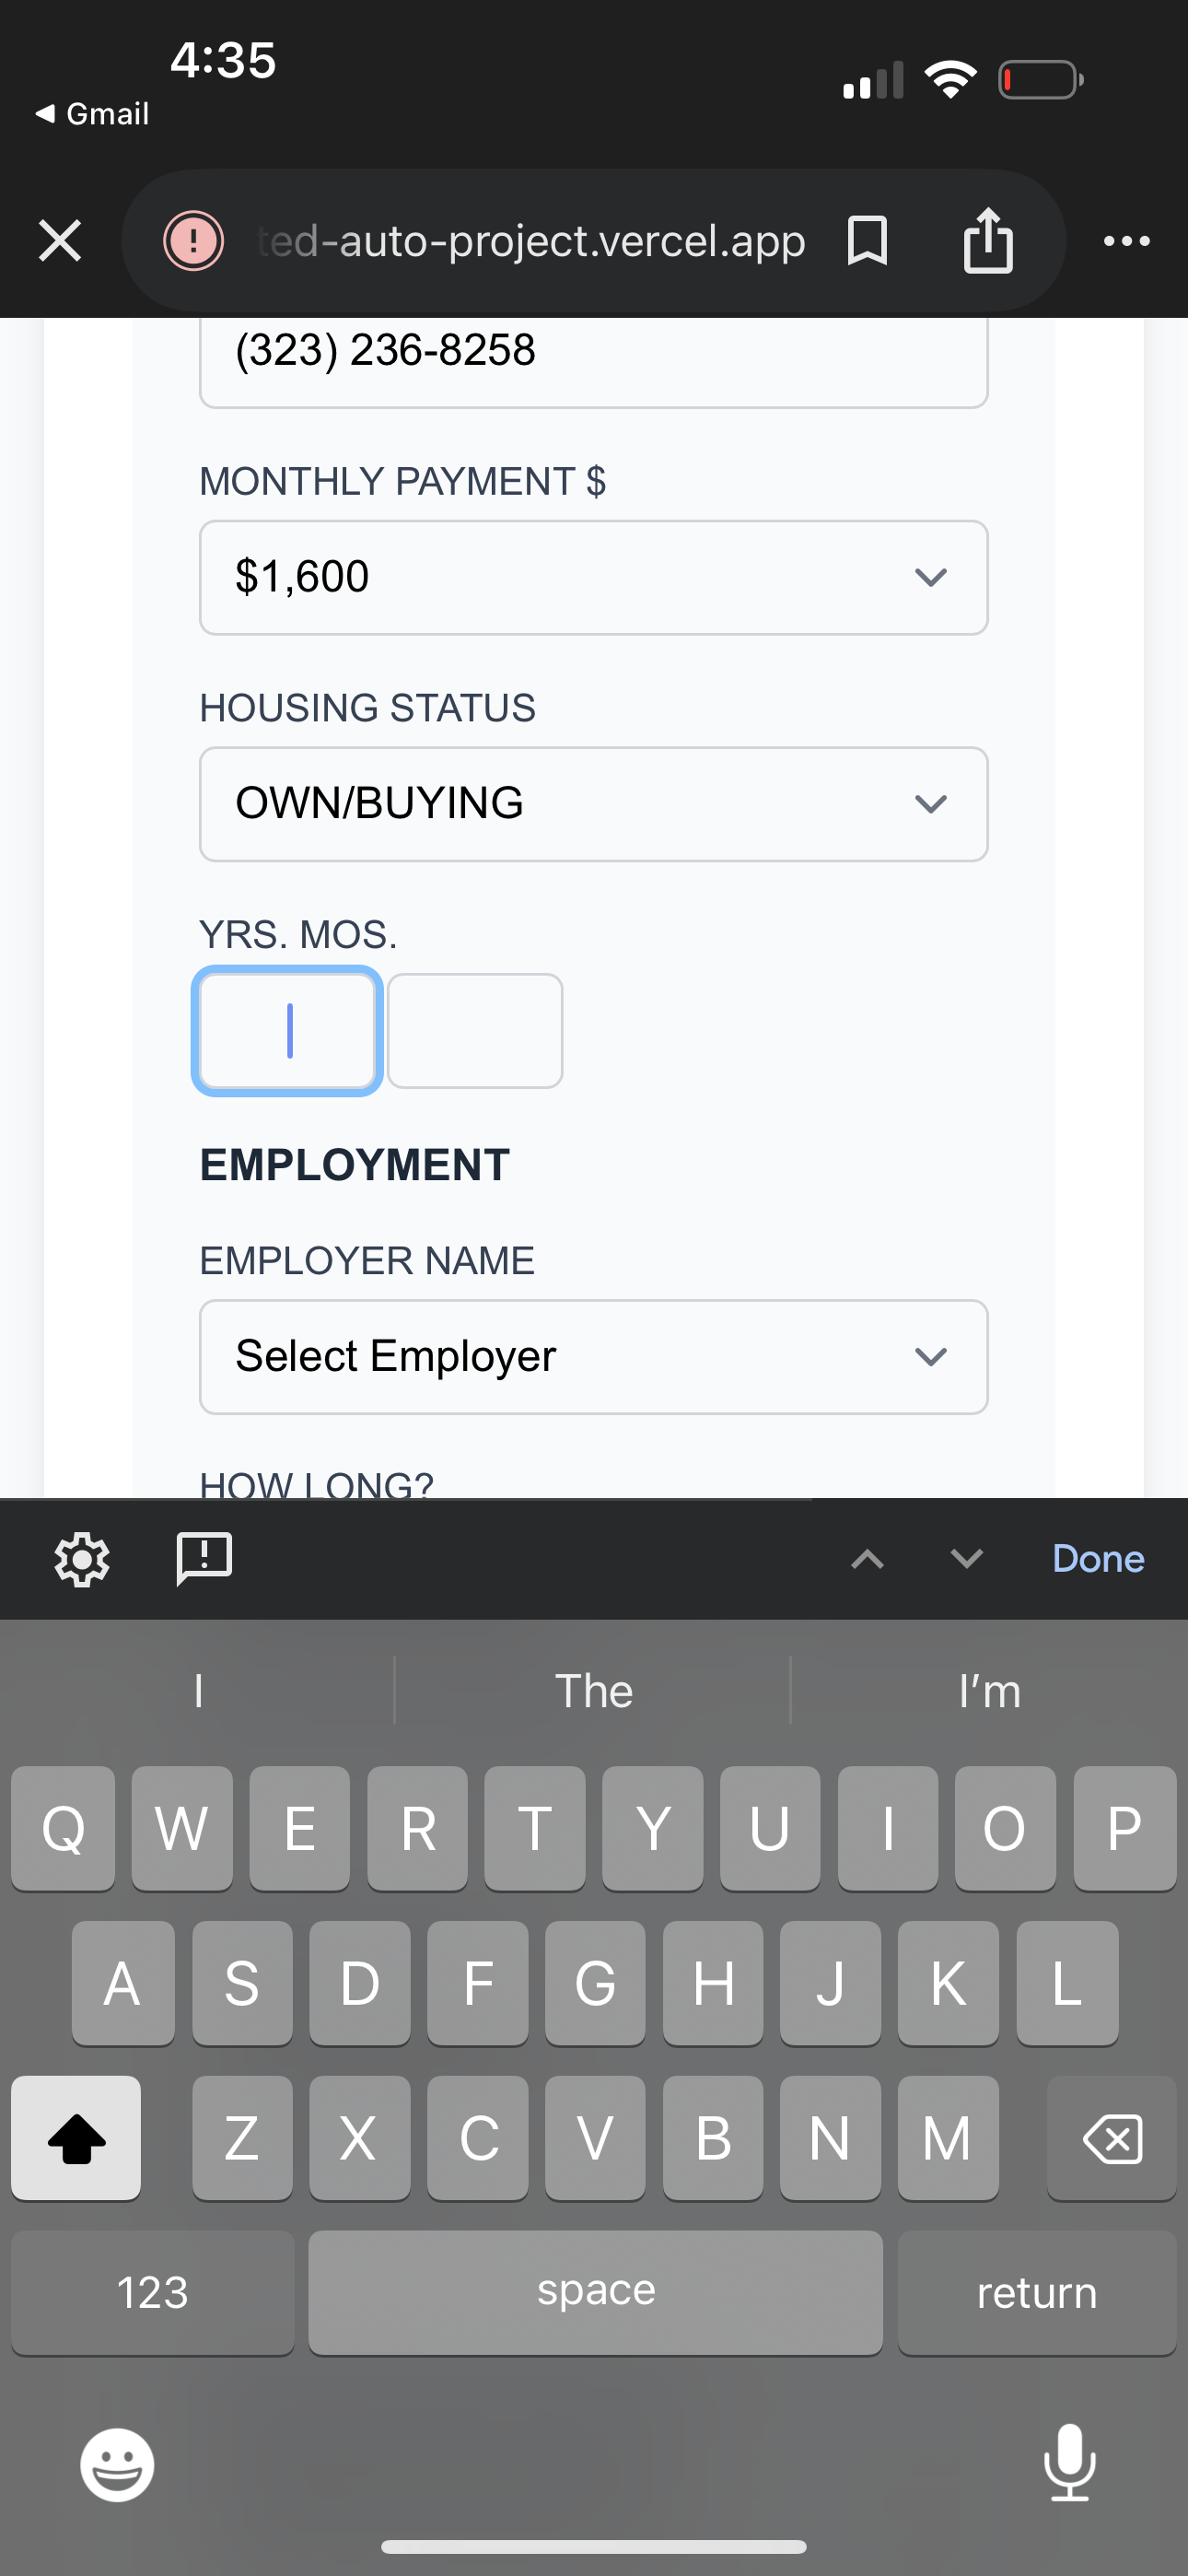 4:35
Gmail
ted-auto-project.vercel.app
(323) 236-8258
MONTHLY PAYMENT $
$1,600
HOUSING STATUS
OWN/BUYING
YRS. MOS.
EMPLOYMENT
EMPLOYER NAME
Select Employer
HOW LONG?
Done
I The I'm
Q W E R T Y U I O P
A S D F G H J K L
Z X C V B N M
123 space return